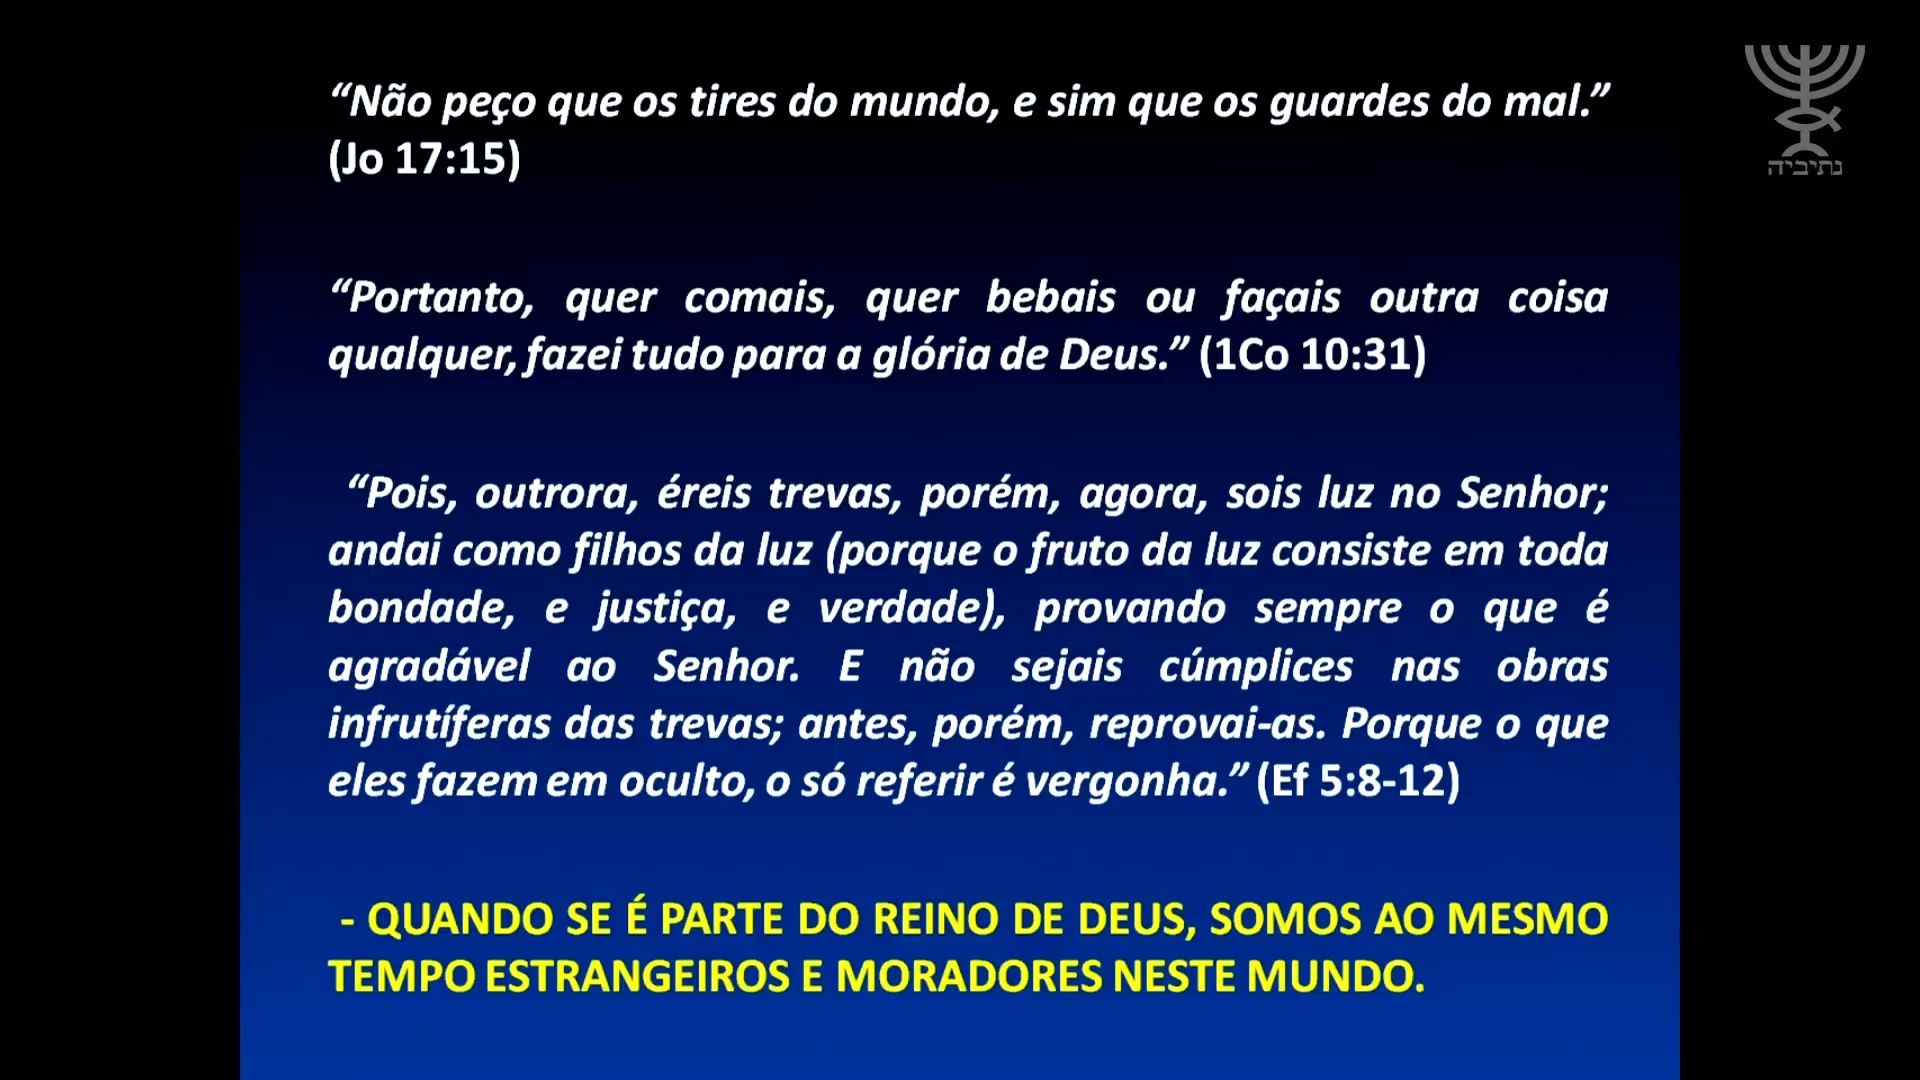 “Não peço que os tires do mundo, e sim que os guardes do mal.”
(Jo 17:15)
“Portanto, quer comais, quer bebais ou façais outra coisa
qualquer, fazei tudo para a glória de Deus.” (1Co 10:31)
“Pois, outrora, éreis trevas, porém, agora, sois luz no Senhor;
andai como filhos da luz (porque o fruto da luz consiste em toda
bondade, e justiça, e verdade), provando sempre o que é
agradável ao Senhor. E não sejais cúmplices nas obras
infrutíferas das trevas; antes, porém, reprovai-as. Porque o que
eles fazem em oculto, o só referir é vergonha.” (Ef 5:8-12)
- QUANDO SE É PARTE DO REINO DE DEUS, SOMOS AO MESMO
TEMPO ESTRANGEIROS E MORADORES NESTE MUNDO.
נתיביה